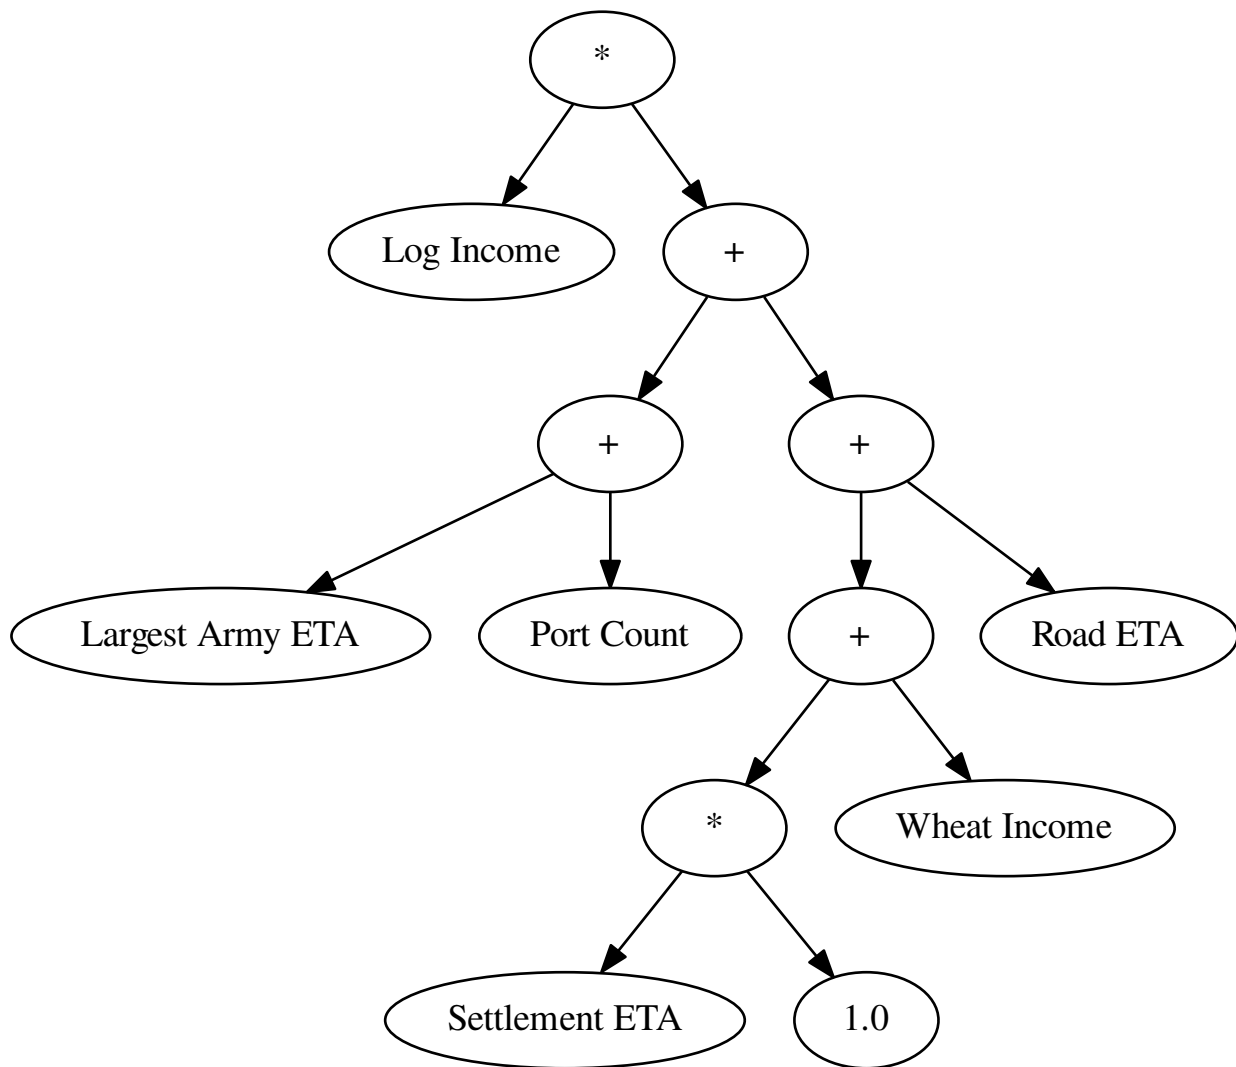 *
Log Income
+
+
+
Largest Army ETA
Port Count
+
Road ETA
*
Wheat Income
Settlement ETA
1.0